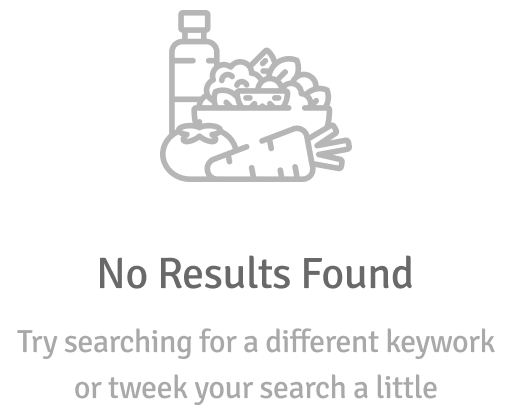 No Results Found
Try searching for a different keywork
or tweek your search a little